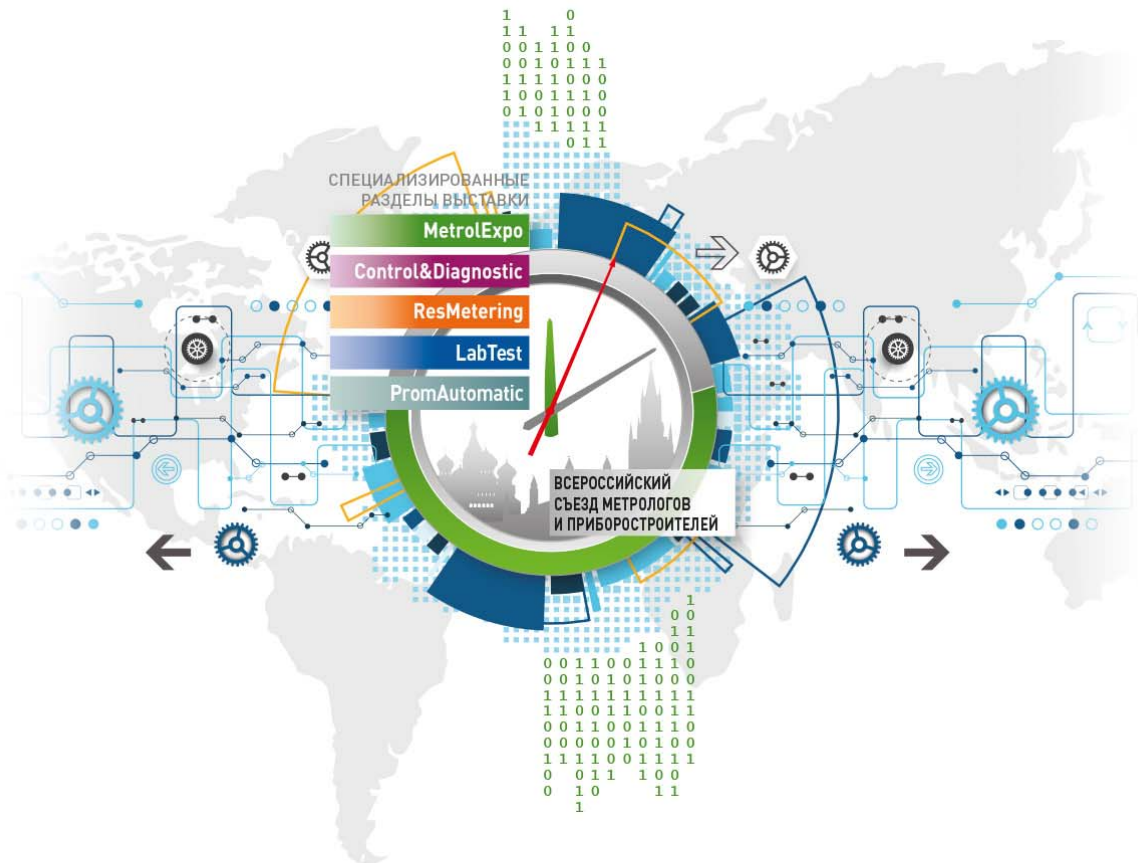 СПЕЦИАЛИЗИРОВАННЫЕ
РАЗДЕЛЫ ВЫСТАВКИ
MetrolExpo
Control&Diagnostic
ResMetering
LabTest
PromAutomatic
ВСЕРОССИЙСКИЙ
СЪЕЗД МЕТРОЛОГОВ
И ПРИБОРОСТРОИТЕЛЕЙ